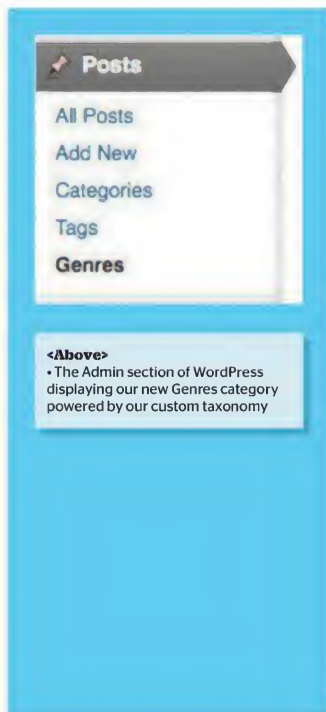 Posts
All Posts
Add New
Categories
Tags
Genres
<Above>
• The Admin section of WordPress
displaying our new Genres category
powered by our custom taxonomy